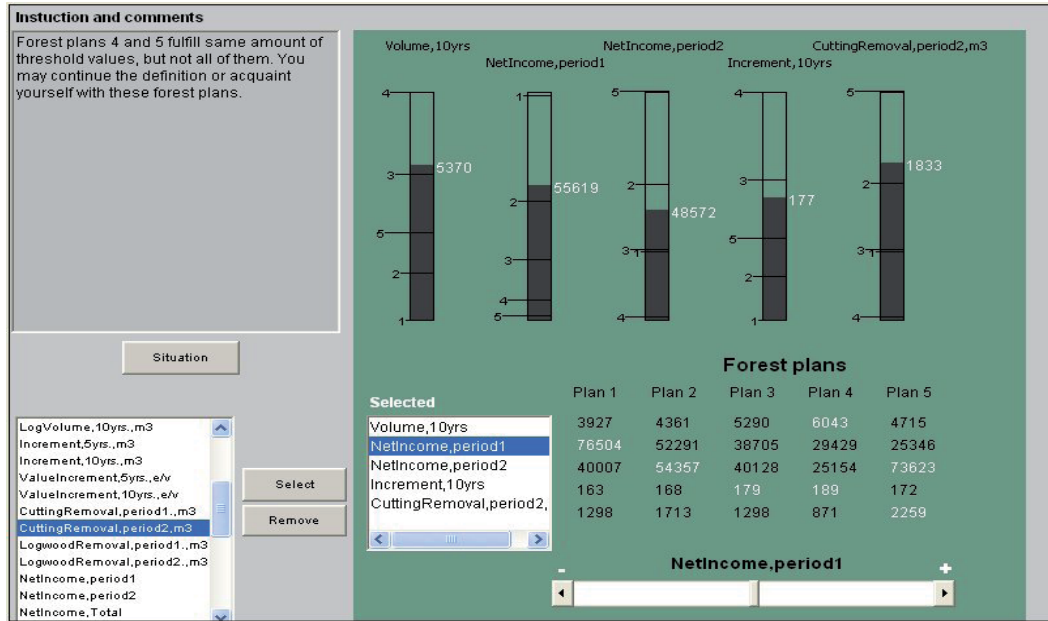 Instuction and comments
Forest plans 4 and 5 fulfill same amount of
threshold values, but not all of them. You
may continue the definition or acquaint
yourself with these forest plans.
Situation
LogVolume,10yrs.,m3
Increment,5yrs.,m3
Increment,10yrs.,m3
ValueIncrement,5yrs.,e/v
ValueIncrement,10yrs.,e/v
CuttingRemoval,period1.,m3
CuttingRemoval,period2,m3
LogwoodRemoval,period1.,m3
LogwoodRemoval,period2.,m3
NetIncome,period1
NetIncome,period2
NetIncome,Total
Select
Remove
Volume,10yrs NetIncome,period2 CuttingRemoval,period2,m3
NetIncome,period1 Increment,10yrs
4 3 5 2 1 5370
1 2 3 4 5 55619
5 2 3 1 4 48572
4 3 5 2 1 177
5 2 3 1 4 1833
Forest plans
Plan 1 Plan 2 Plan 3 Plan 4 Plan 5
Selected
Volume,10yrs 3927 4361 5290 6043 4715
NetIncome,period1 76504 52291 38705 29429 25346
NetIncome,period2 40007 54357 40128 25154 73623
Increment,10yrs 163 168 179 189 172
CuttingRemoval,period2, 1298 1713 1298 871 2259
NetIncome,period1
- +